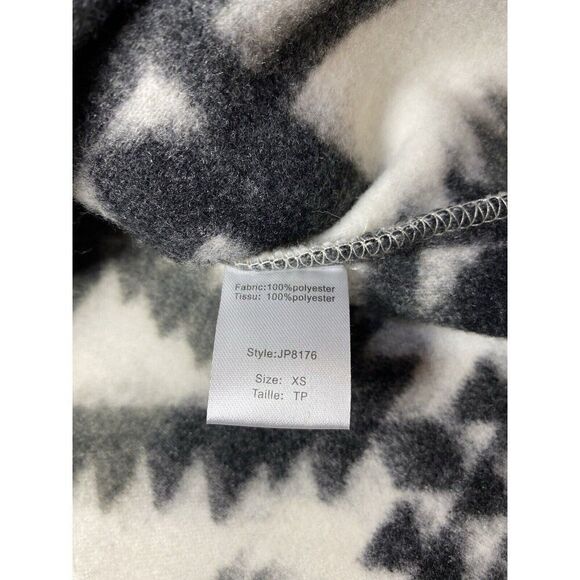 Fabric:100%polyester
Tissu: 100%polyester
Style:JP8176
Size: XS
Taille: TP